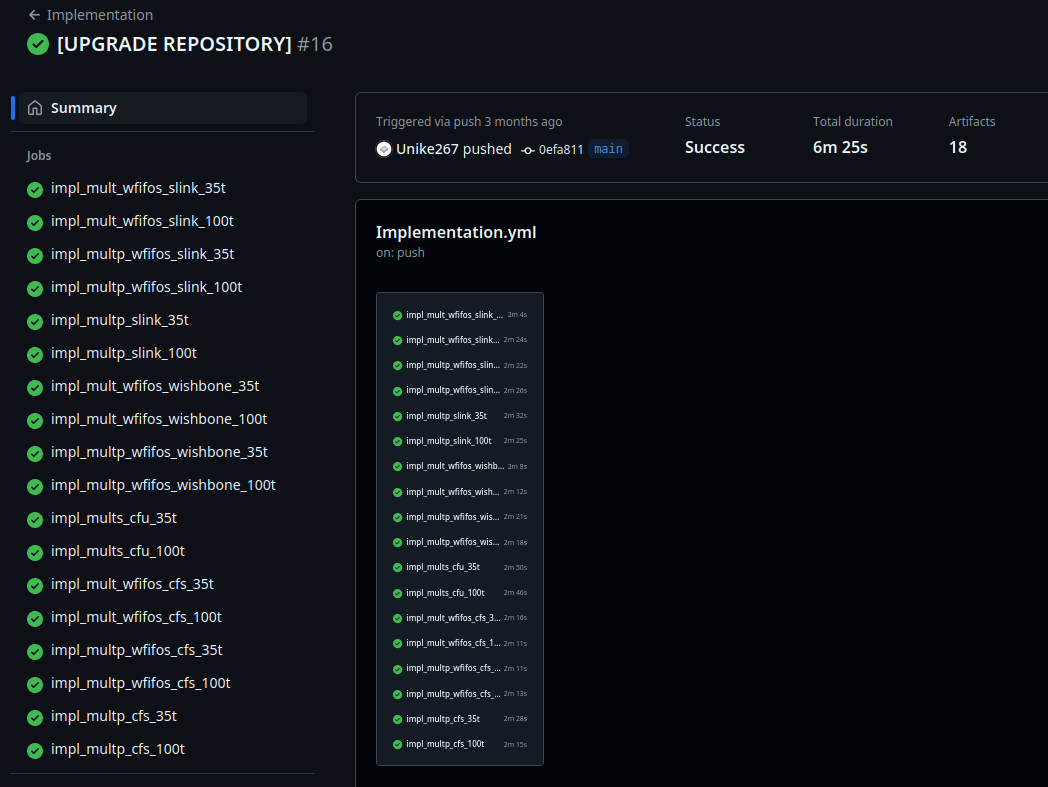 Implementation
[UPGRADE REPOSITORY] #16
Summary
Jobs
impl_mult_wfifos_slink_35t
impl_mult_wfifos_slink_100t
impl_multp_wfifos_slink_35t
impl_multp_wfifos_slink_100t
impl_multp_slink_35t
impl_multp_slink_100t
impl_mult_wfifos_wishbone_35t
impl_mult_wfifos_wishbone_100t
impl_multp_wfifos_wishbone_35t
impl_multp_wfifos_wishbone_100t
impl_mults_cfu_35t
impl_mults_cfu_100t
impl_mult_wfifos_cfs_35t
impl_mult_wfifos_cfs_100t
impl_multp_wfifos_cfs_35t
impl_multp_wfifos_cfs_100t
impl_multp_cfs_35t
impl_multp_cfs_100t
Triggered via push 3 months ago
Unike267 pushed 0efa811 main
Status
Success
Total duration
6m 25s
Artifacts
18
Implementation.yml
on: push
impl_mult_wfifos_slink_... 2m 4s
impl_mult_wfifos_slink... 2m 24s
impl_multp_wfifos_slin... 2m 22s
impl_multp_wfifos_slin... 2m 26s
impl_multp_slink_35t 2m 32s
impl_multp_slink_100t 2m 25s
impl_mult_wfifos_wishb... 2m 8s
impl_mult_wfifos_wish... 2m 12s
impl_multp_wfifos_wis... 2m 21s
impl_multp_wfifos_wis... 2m 18s
impl_mults_cfu_35t 2m 50s
impl_mults_cfu_100t 2m 46s
impl_mult_wfifos_cfs_3... 2m 16s
impl_mult_wfifos_cfs_1... 2m 11s
impl_multp_wfifos_cfs_... 2m 11s
impl_multp_wfifos_cfs_... 2m 13s
impl_multp_cfs_35t 2m 28s
impl_multp_cfs_100t 2m 15s